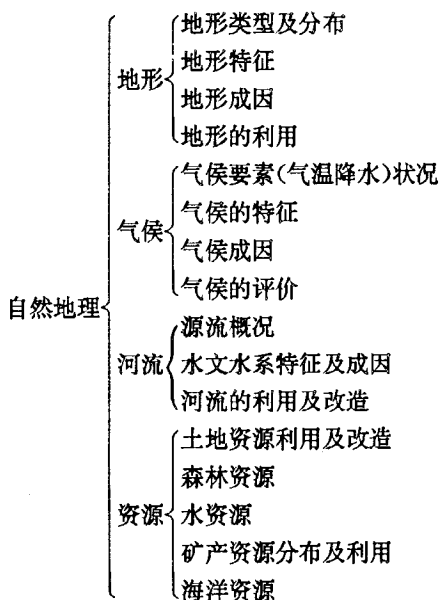 地形类型及分布
地形特征
地形
地形成因
地形的利用
气侯要素(气温降水)状况
气侯的特征
气侯
气侯成因
气侯的评价
自然地理
源流概况
河流
水文水系特征及成因
河流的利用及改造
土地资源利用及改造
森林资源
资源
水资源
矿产资源分布及利用
海洋资源